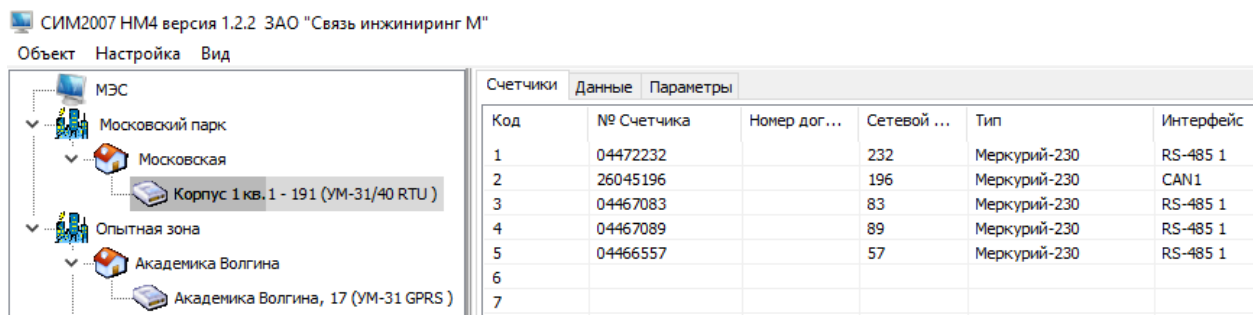 СИМ2007 НМ4 версия 1.2.2 ЗАО "Связь инжиниринг М"
Объект Настройка Вид
МЭС
Московский парк
Московская
Корпус 1 кв.1 - 191 (УМ-31/40 RTU )
Опытная зона
Академика Волгина
Академика Волгина, 17 (УМ-31 GPRS )
Счетчики Данные Параметры
Код № Счетчика Номер дог... Сетевой ... Тип Интерфейс
1 04472232 232 Меркурий-230 RS-485 1
2 26045196 196 Меркурий-230 CAN1
3 04467083 83 Меркурий-230 RS-485 1
4 04467089 89 Меркурий-230 RS-485 1
5 04466557 57 Меркурий-230 RS-485 1
6
7